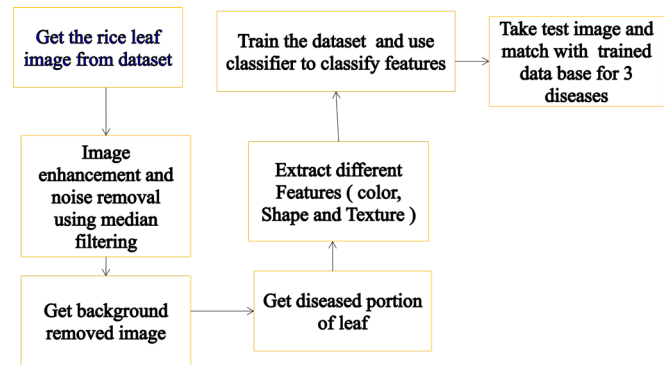 Get the rice leaf
image from dataset
Image
enhancement and
noise removal
using median
filtering
Get background
removed image
Get diseased portion
of leaf
Extract different
Features ( color,
Shape and Texture )
Train the dataset and use
classifier to classify features
Take test image and
match with trained
data base for 3
diseases